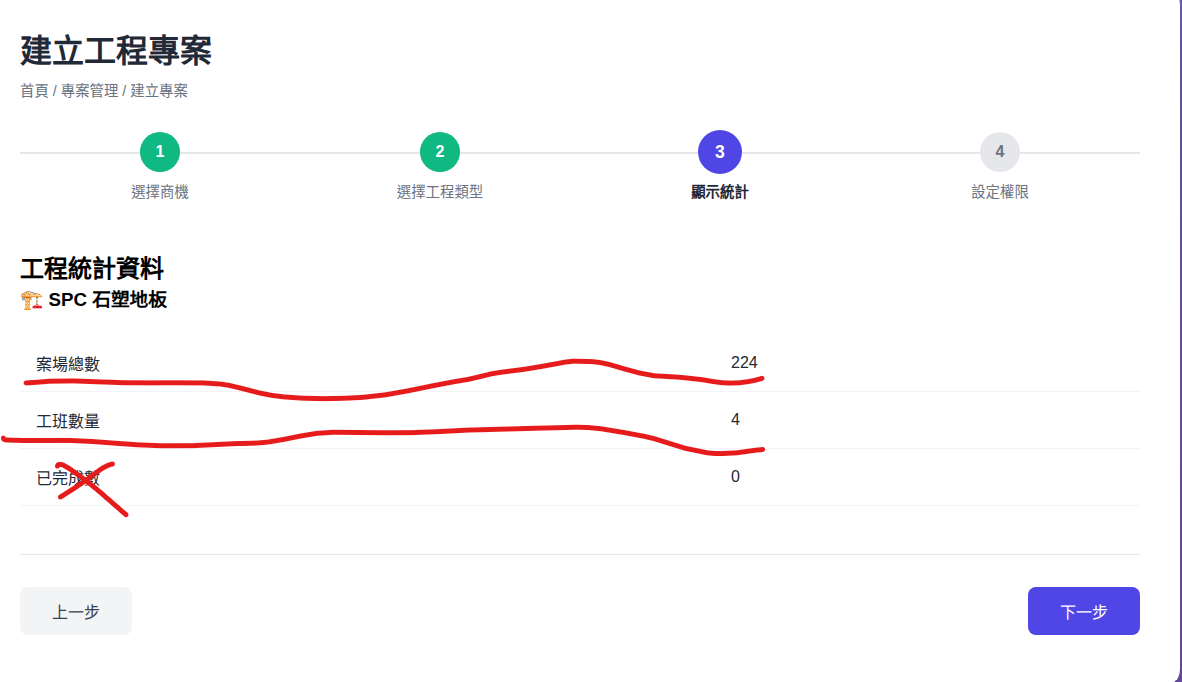 建立工程專案
首頁 / 專案管理 / 建立專案
1
2
3
4
選擇商機
選擇工程類型
顯示統計
設定權限
工程統計資料
🏗️ SPC 石塑地板
案場總數 224
工班數量 4
已完成數 0
上一步
下一步